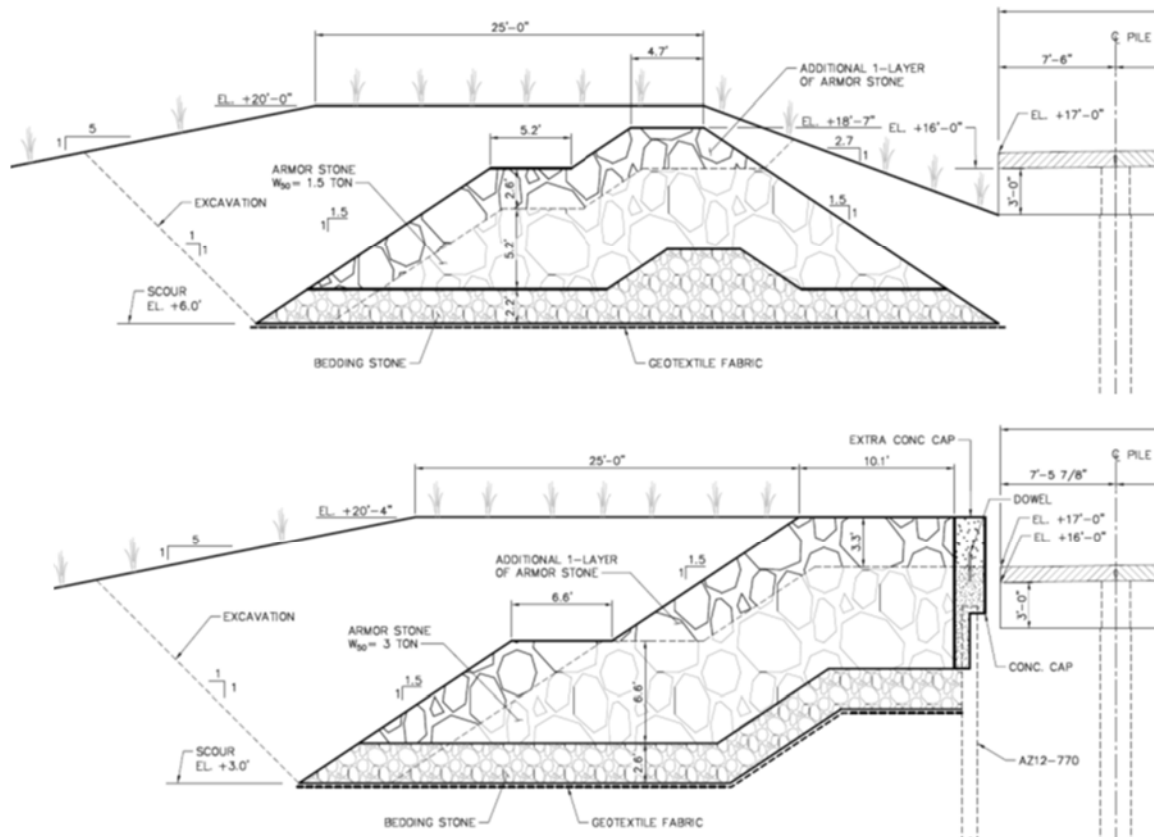 25'-0"
4.7'
℄ PILE
7'-6"
ADDITIONAL 1-LAYER
OF ARMOR STONE
EL. +20'-0"
EL. +18'-7"
EL. +16'-0"
EL. +17'-0"
5
1
5.2'
2.7
1
ARMOR STONE
W50= 1.5 TON
2.6'
3'-0"
EXCAVATION
1.5
1
1.5
1
1
1
5.2'
SCOUR
EL. +6.0'
2.2'
BEDDING STONE
GEOTEXTILE FABRIC
EXTRA CONC CAP
25'-0"
10.1'
℄ PILE
7'-5 7/8"
DOWEL
EL. +20'-4"
EL. +17'-0"
EL. +16'-0"
5
1
3.3'
ADDITIONAL 1-LAYER
OF ARMOR STONE
1.5
1
6.6'
3'-0"
EXCAVATION
ARMOR STONE
W50= 3 TON
1
1
1.5
1
6.6'
CONC. CAP
SCOUR
EL. +3.0'
2.6'
AZ12-770
BEDDING STONE
GEOTEXTILE FABRIC